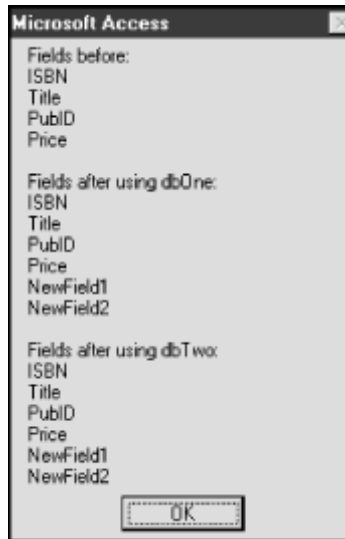 Microsoft Access
Fields before:
ISBN
Title
PubID
Price
Fields after using dbOne:
ISBN
Title
PubID
Price
NewField1
NewField2
Fields after using dbTwo:
ISBN
Title
PubID
Price
NewField1
NewField2
OK